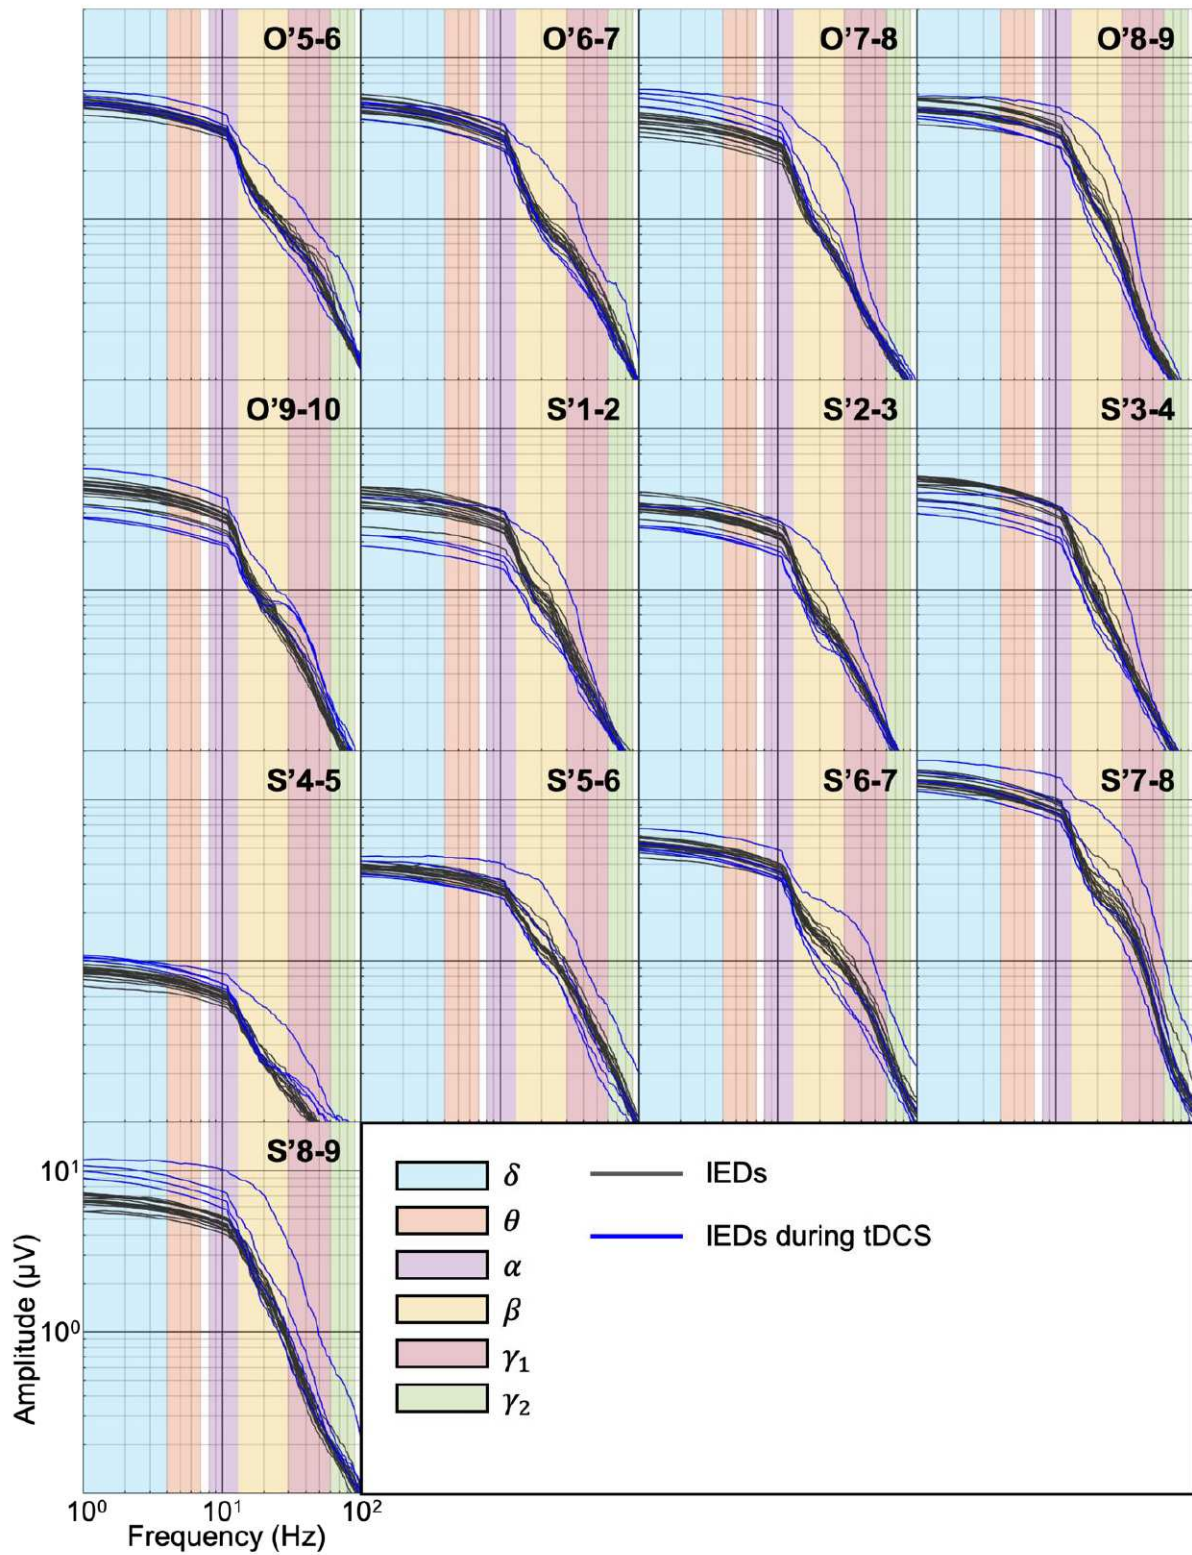 O’5-6 O’6-7 O’7-8 O’8-9
O’9-10 S’1-2 S’2-3 S’3-4
S’4-5 S’5-6 S’6-7 S’7-8
S’8-9
10¹
10⁰
Amplitude (μV)
10⁰ 10¹ 10²
Frequency (Hz)
δ
θ
α
β
γ₁
γ₂
IEDs
IEDs during tDCS